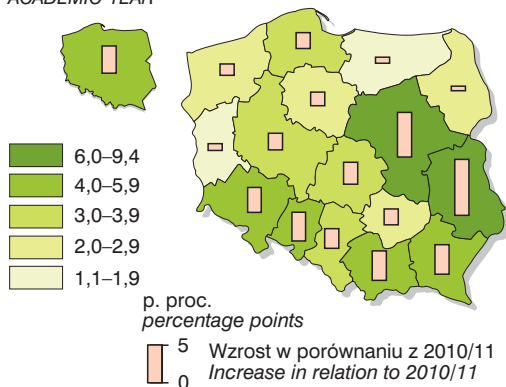 ACADEMIC YEAR
6,0–9,4
4,0–5,9
3,0–3,9
2,0–2,9
1,1–1,9
p. proc.
percentage points
5
0
Wzrost w porównaniu z 2010/11
Increase in relation to 2010/11